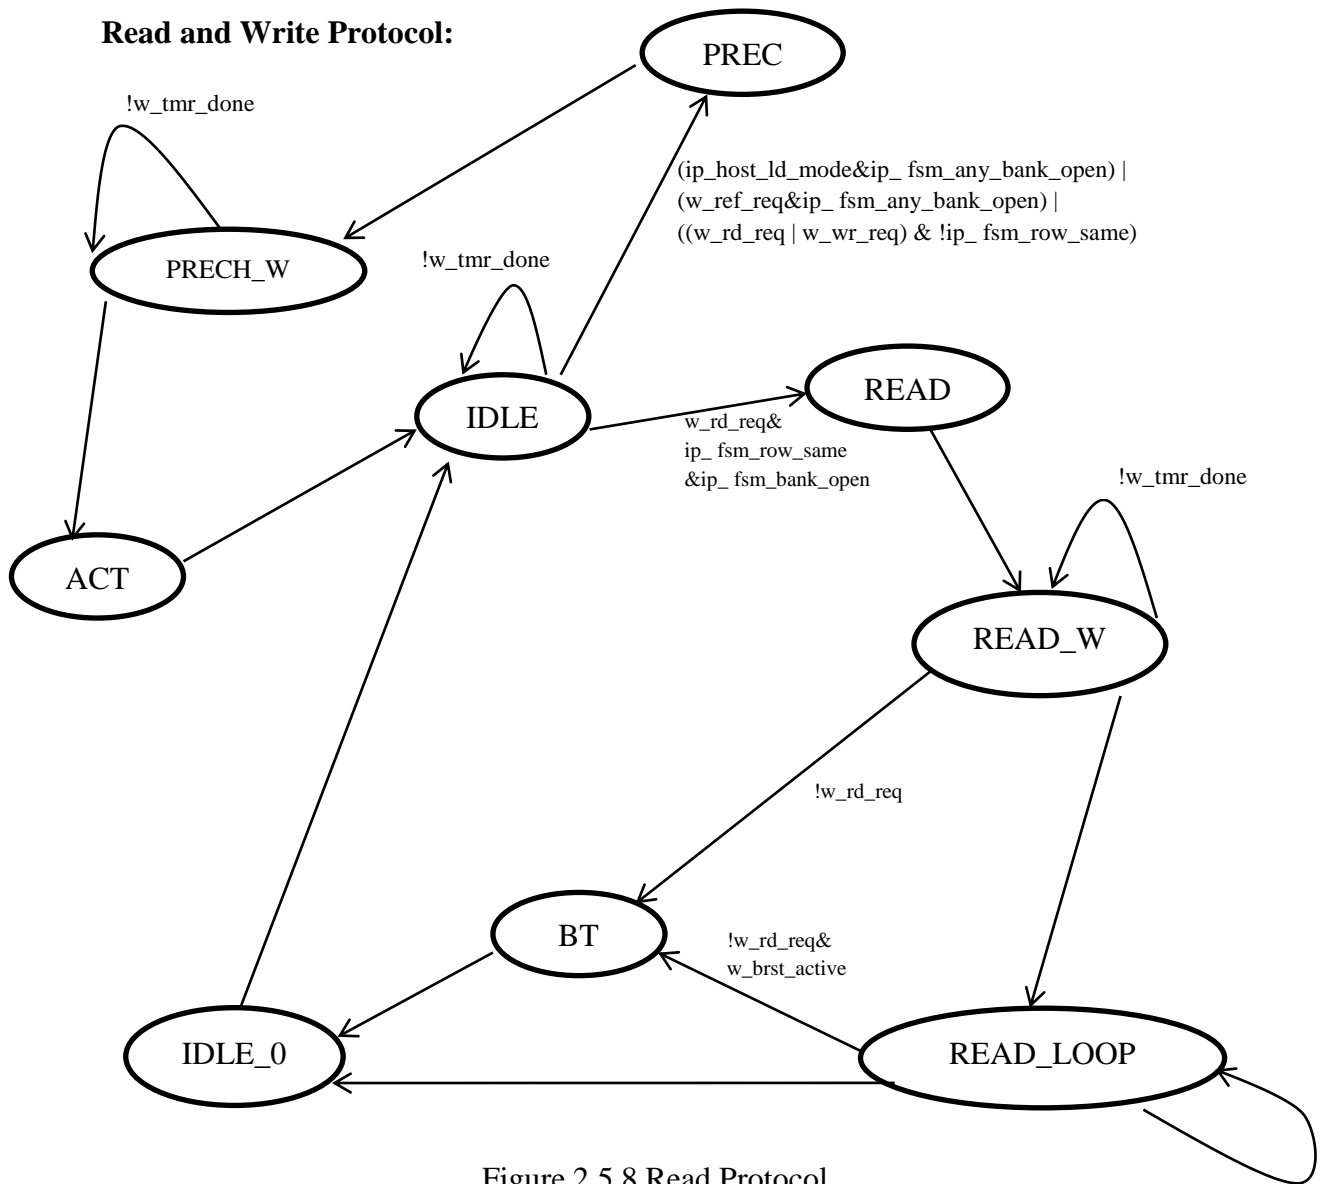 Read and Write Protocol:
PREC
!w_tmr_done
(ip_host_ld_mode&ip_ fsm_any_bank_open) |
(w_ref_req&ip_ fsm_any_bank_open) |
((w_rd_req | w_wr_req) & !ip_ fsm_row_same)
PRECH_W
!w_tmr_done
READ
IDLE
w_rd_req&
ip_ fsm_row_same
&ip_ fsm_bank_open
!w_tmr_done
ACT
READ_W
!w_rd_req
BT
!w_rd_req&
w_brst_active
IDLE_0
READ_LOOP
Figure 2.5.8 Read Protocol